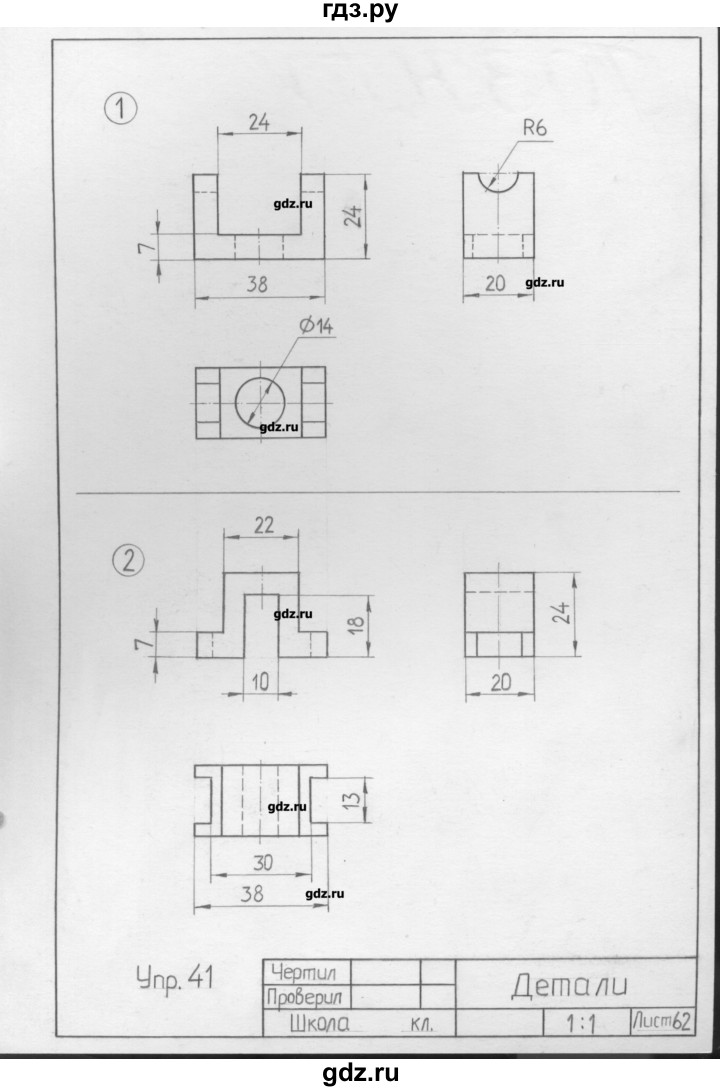 гдз.ру
1
24
R6
gdz.ru
24
7
38
20
gdz.ru
Ø14
gdz.ru
2
22
gdz.ru
18
24
7
10
20
gdz.ru
13
30
38
gdz.ru
Упр. 41
Чертил
Проверил
Детали
Школа кл.
1:1
Лист 62
gdz.ru